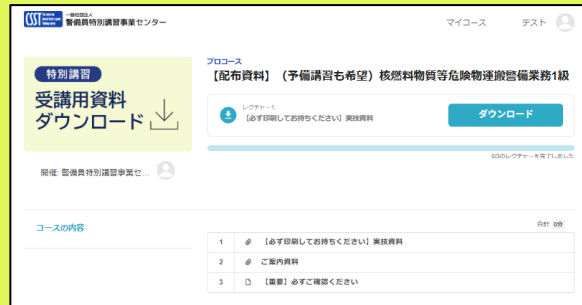 CSST
一般社団法人
警備員特別講習事業センター
マイコース
テスト
特別講習
受講用資料
ダウンロード
開催: 警備員特別講習事業セ...
プロコース
【配布資料】（予備講習も希望）核燃料物質等危険物運搬警備業務1級
レクチャー1:
【必ず印刷してお持ちください】実技資料
ダウンロード
0/3のレクチャーを完了しました
コースの内容
合計 0分
1 【必ず印刷してお持ちください】実技資料
2 ご案内資料
3 【重要】必ずご確認ください